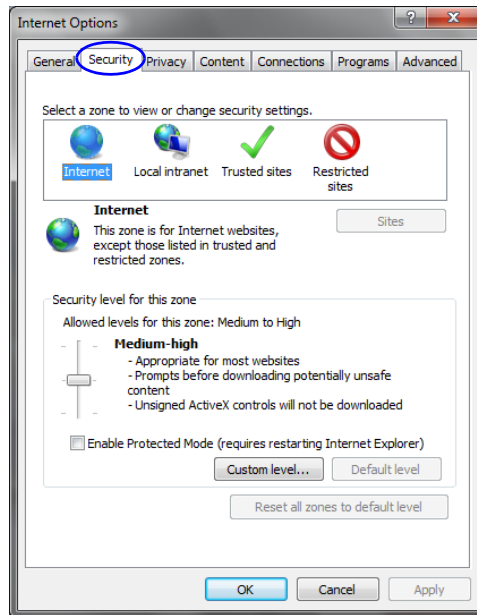 Internet Options
? X
General Security Privacy Content Connections Programs Advanced
Select a zone to view or change security settings.
Internet Local intranet Trusted sites Restricted
sites
Internet
Sites
This zone is for Internet websites,
except those listed in trusted and
restricted zones.
Security level for this zone
Allowed levels for this zone: Medium to High
Medium-high
- Appropriate for most websites
- Prompts before downloading potentially unsafe
content
- Unsigned ActiveX controls will not be downloaded
Enable Protected Mode (requires restarting Internet Explorer)
Custom level... Default level
Reset all zones to default level
OK Cancel Apply